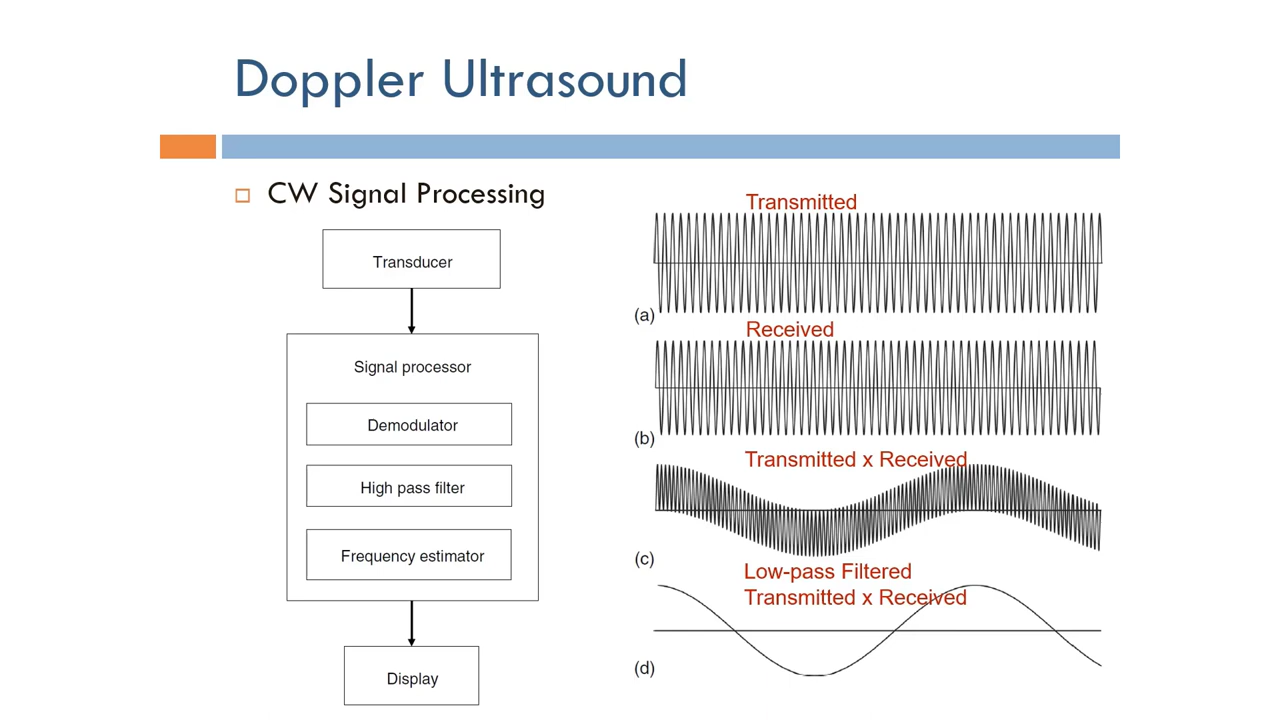 Doppler Ultrasound
CW Signal Processing
Transducer
Signal processor
Demodulator
High pass filter
Frequency estimator
Display
Transmitted
(a)
Received
(b)
Transmitted x Received
(c)
Low-pass Filtered
Transmitted x Received
(d)